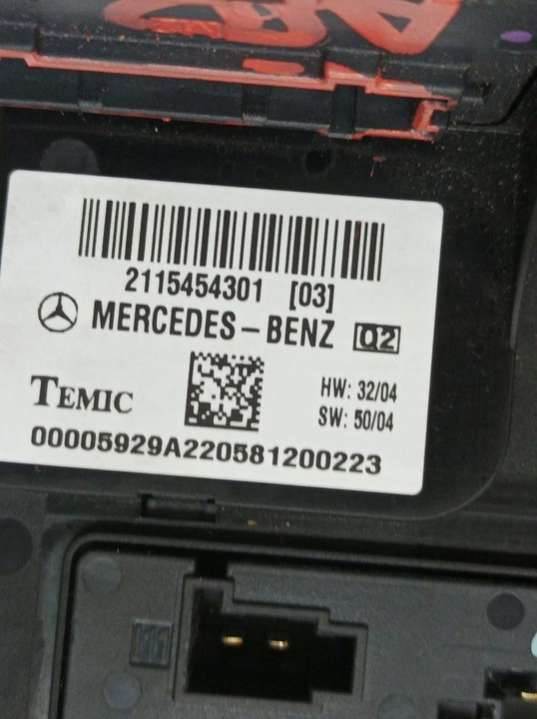 2115454301 [03]
MERCEDES-BENZ Q2
TEMIC
HW: 32/04
SW: 50/04
00005929A220581200223